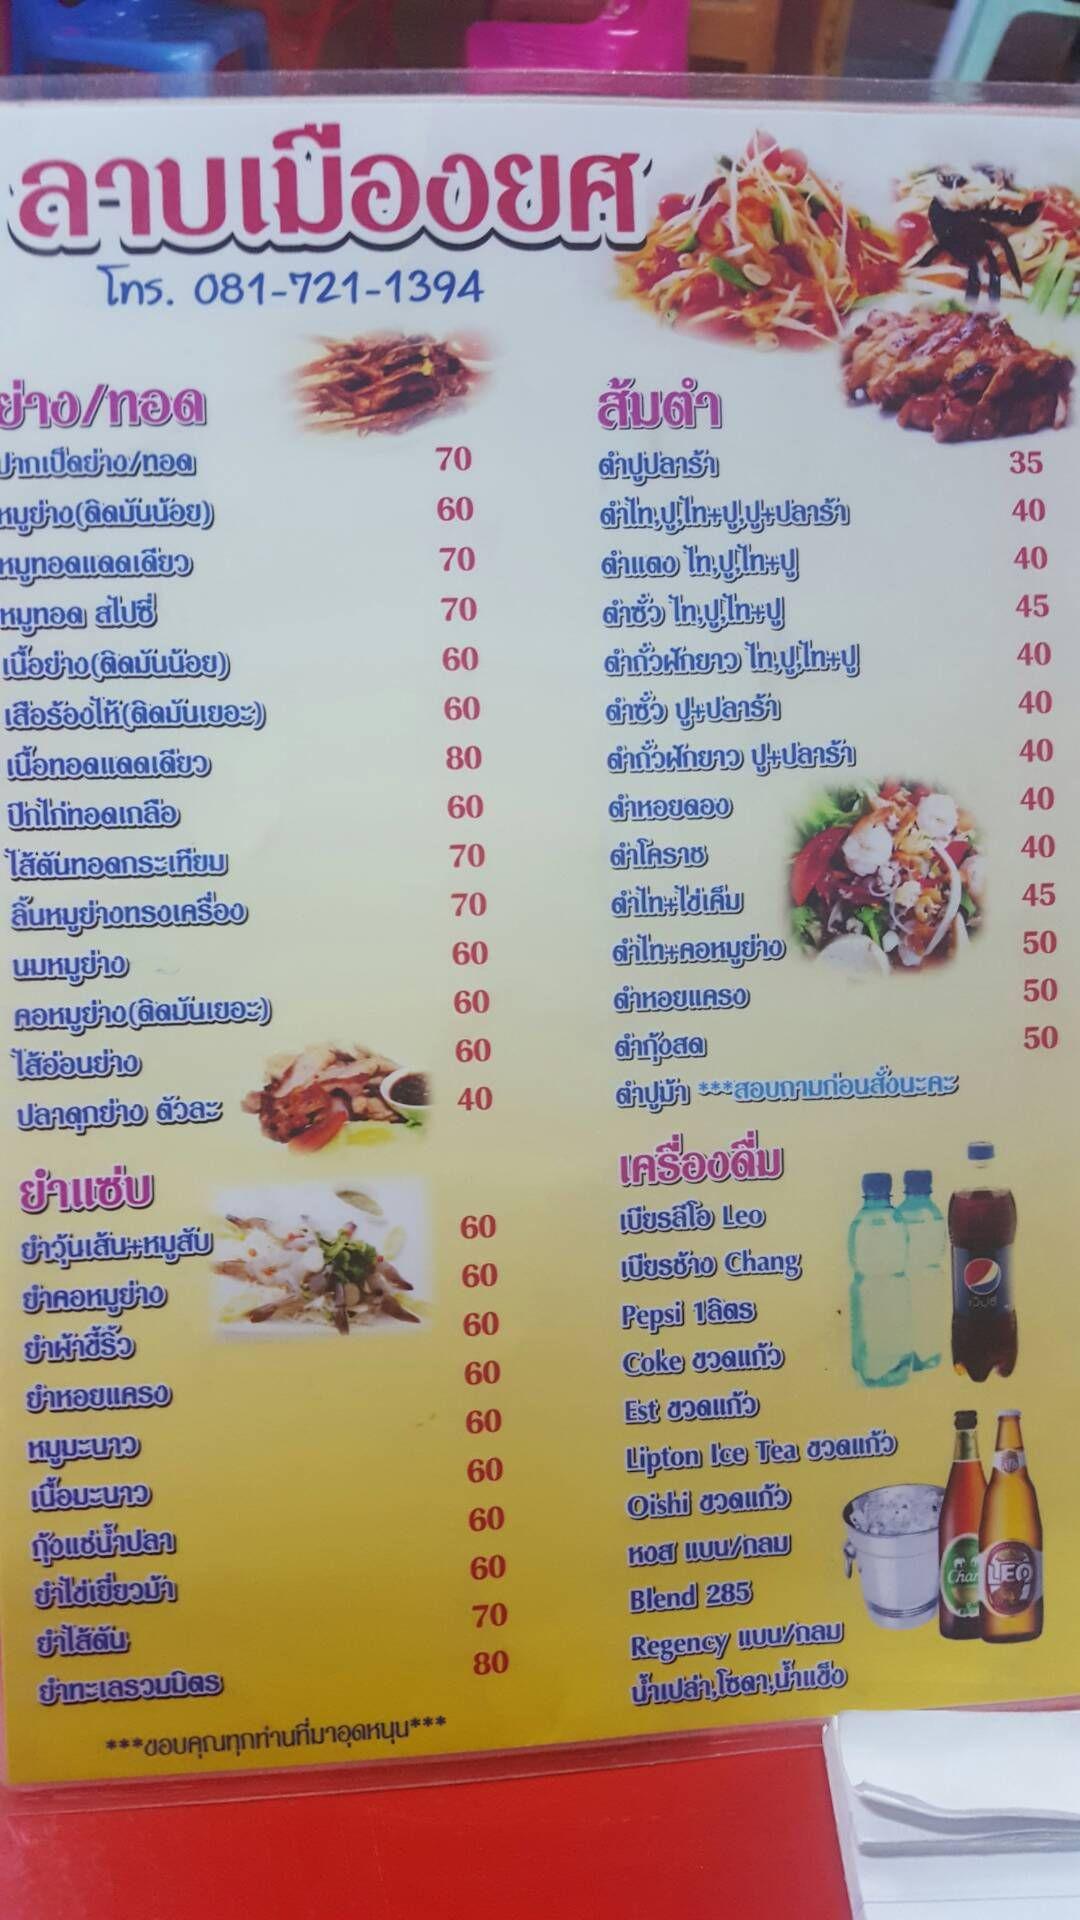 ลาบเมืองยศ
โทร. 081-721-1394
ย่าง/ทอด
ปากเป็ดย่าง/ทอด 70
หมูย่าง(ติดมันน้อย) 60
หมูทอดแดดเดียว 70
หมูทอด สไปซี่ 70
เนื้อย่าง(ติดมันน้อย) 60
เสือร้องไห้(ติดมันเยอะ) 60
เนื้อทอดแดดเดียว 80
ปีกไก่ทอดเกลือ 60
ไส้ตันทอดกระเทียม 70
ลิ้นหมูย่างทรงเครื่อง 70
นมหมูย่าง 60
คอหมูย่าง(ติดมันเยอะ) 60
ไส้อ่อนย่าง 60
ปลาดุกย่าง ตัวละ 40
ยำแซ่บ
ยำวุ้นเส้น+หมูสับ 60
ยำคอหมูย่าง 60
ยำผ้าขี้ริ้ว 60
ยำหอยแครง 60
หมูมะนาว 60
เนื้อมะนาว 60
กุ้งแช่น้ำปลา 60
ยำไข่เยี่ยวม้า 60
ยำไส้ตัน 70
ยำทะเลรวมมิตร 80
***ขอบคุณทุกท่านที่มาอุดหนุน***
ส้มตำ
ตำปูปลาร้า 35
ตำไท,ปู,ไท+ปู,ปู+ปลาร้า 40
ตำแตง ไท,ปู,ไท+ปู 40
ตำซั่ว ไท,ปู,ไท+ปู 45
ตำถั่วฝักยาว ไท,ปู,ไท+ปู 40
ตำซั่ว ปู+ปลาร้า 40
ตำถั่วฝักยาว ปู+ปลาร้า 40
ตำหอยดอง 40
ตำโคราช 40
ตำไท+ไข่เค็ม 45
ตำไท+คอหมูย่าง 50
ตำหอยแครง 50
ตำกุ้งสด 50
ตำปูม้า ***สอบถามก่อนสั่งนะคะ
เครื่องดื่ม
เบียรลีโอ Leo
เบียรช้าง Chang
Pepsi 1ลิตร
Coke ขวดแก้ว
Est ขวดแก้ว
Lipton Ice Tea ขวดแก้ว
Oishi ขวดแก้ว
หงส แบน/กลม
Blend 285
Regency แบน/กลม
น้ำเปล่า,โซดา,น้ำแข็ง
เป๊ปซี่
Chan
LEO